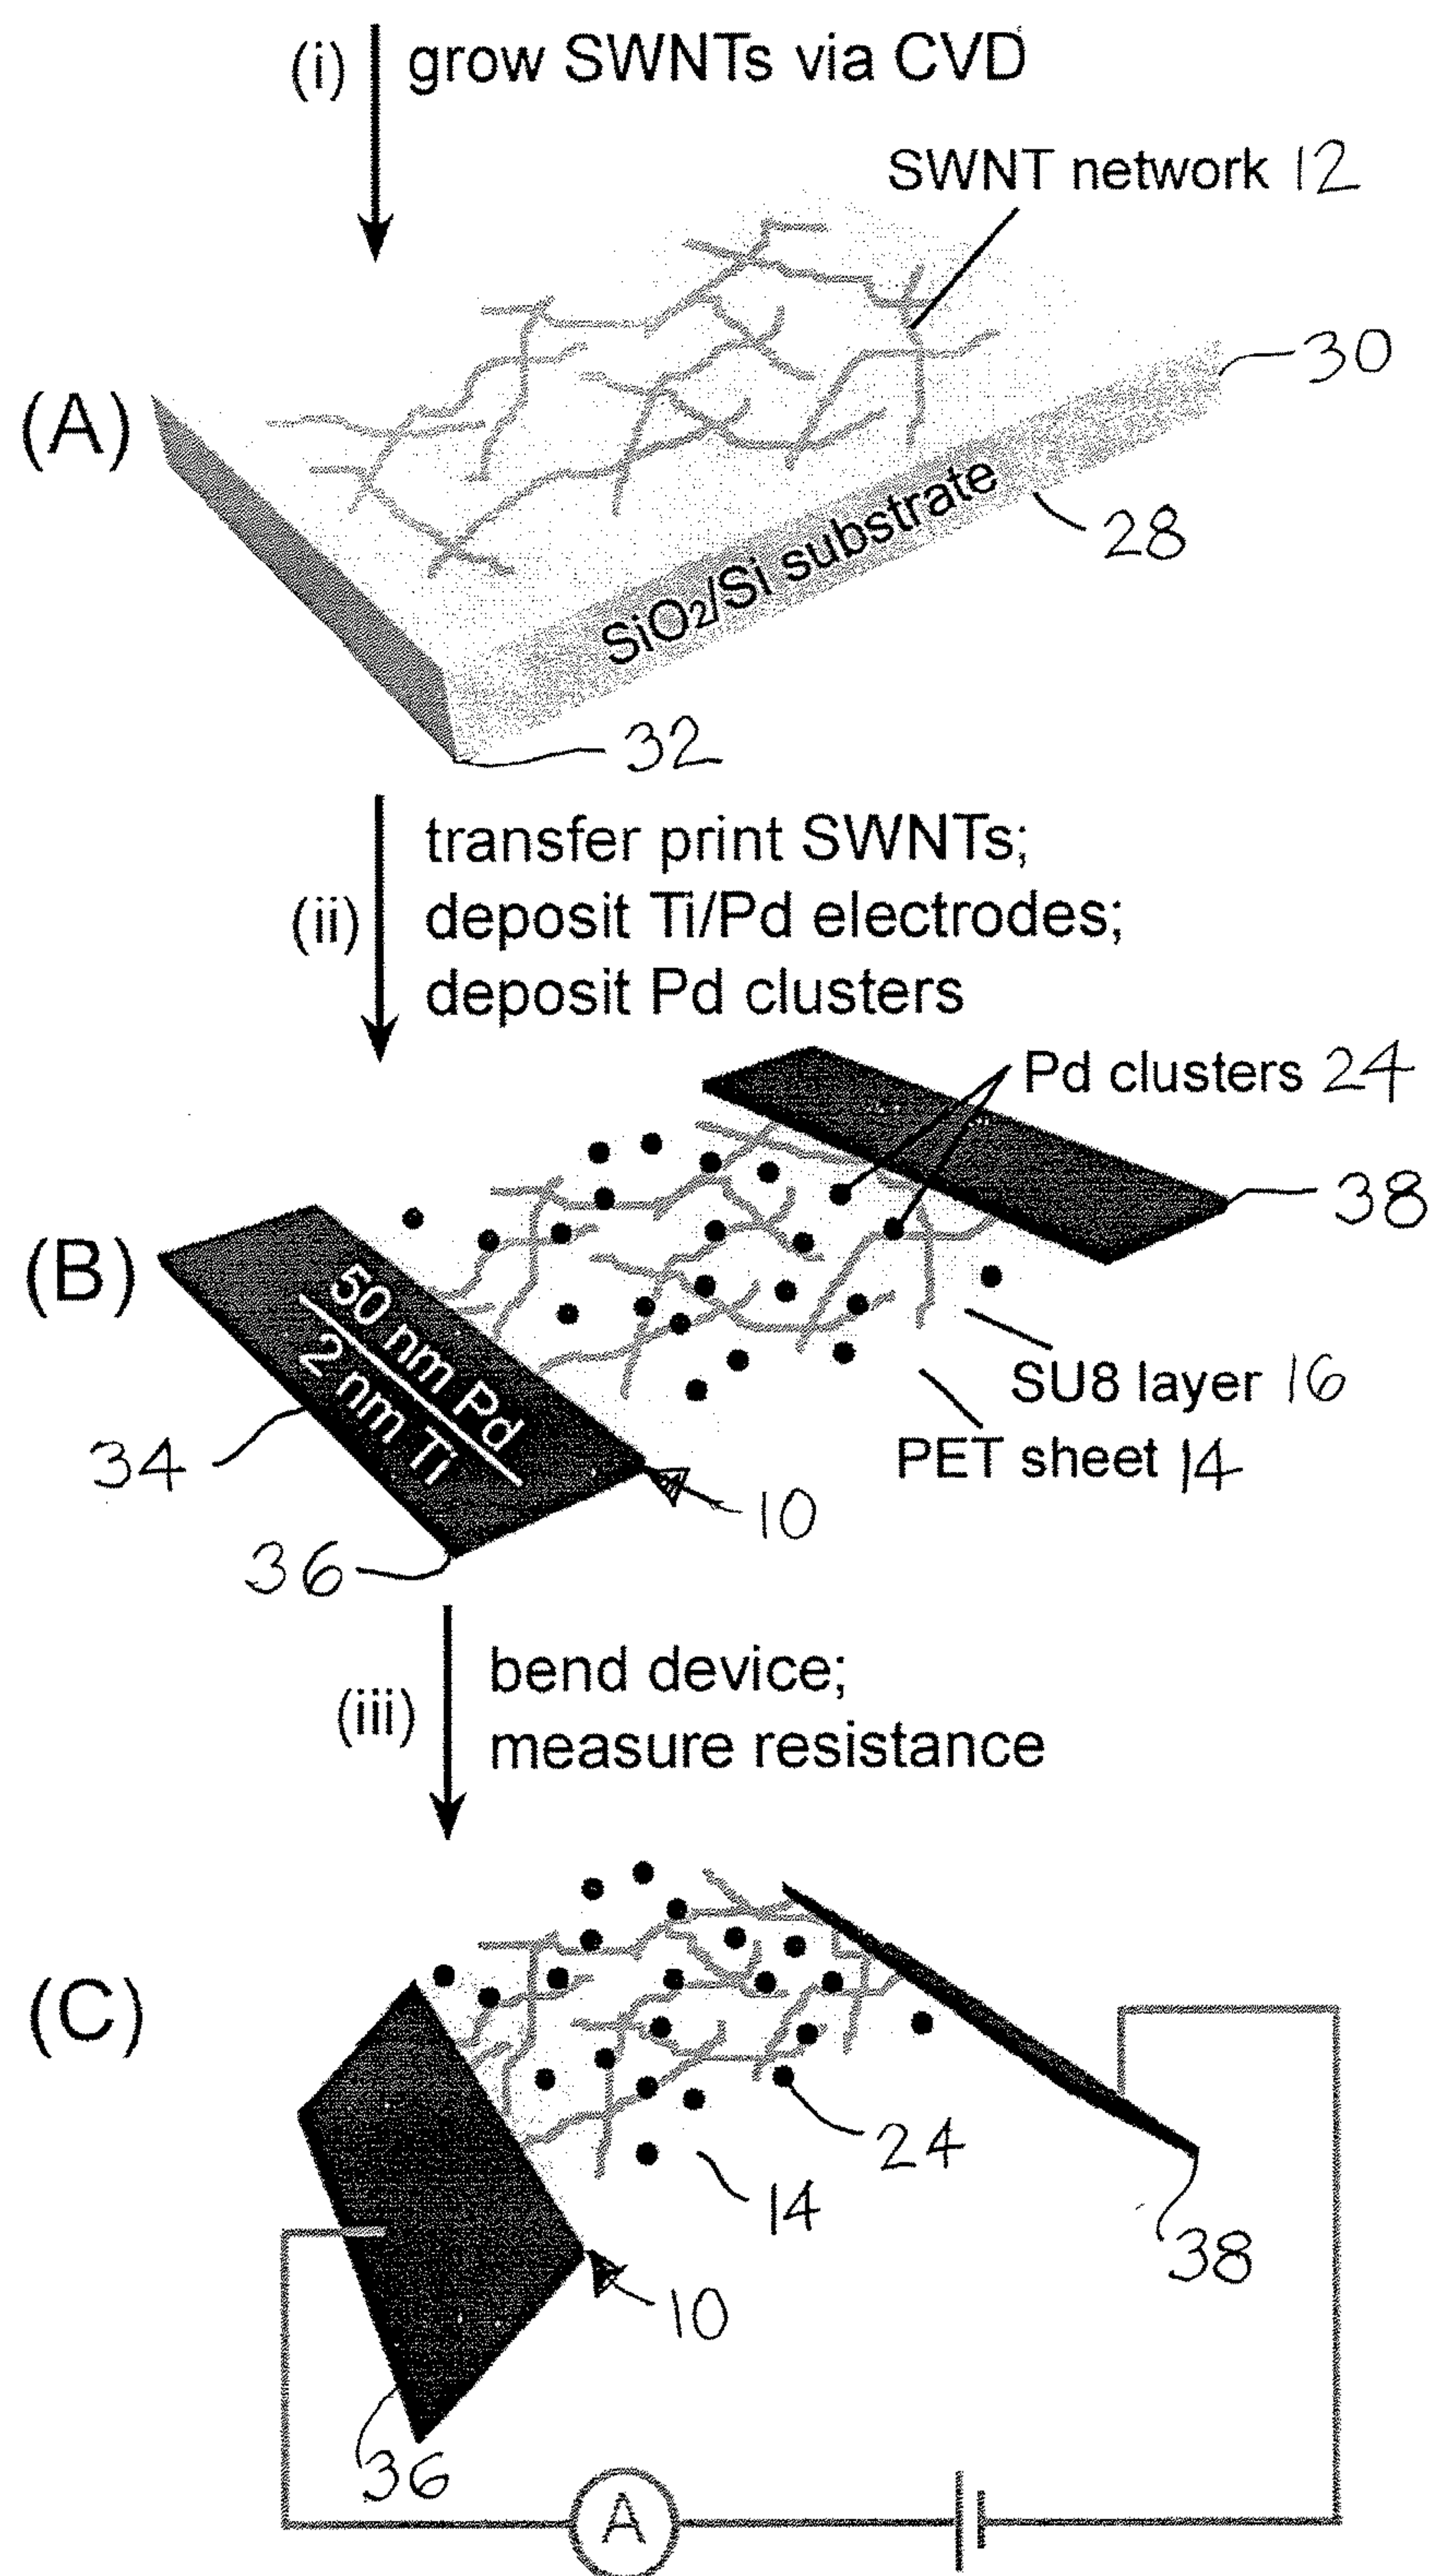 (i) grow SWNTs via CVD
SWNT network 12
30
(A)
SiO₂/Si substrate
28
32
(ii) transfer print SWNTs;
deposit Ti/Pd electrodes;
deposit Pd clusters
Pd clusters 24
38
(B)
50 nm Pd
2 nm Ti
SU8 layer 16
34
PET sheet 14
10
36
(iii) bend device;
measure resistance
(C)
24
14
38
10
36
A